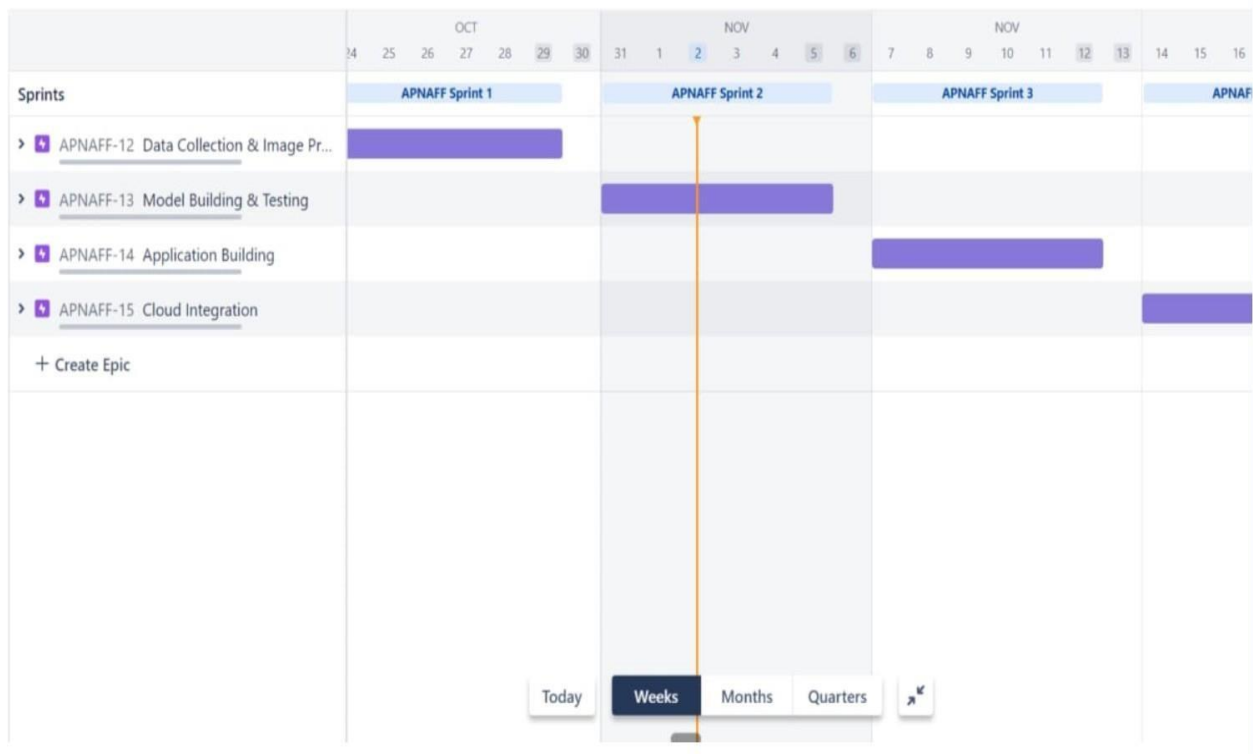 OCT NOV NOV
24 25 26 27 28 29 30 31 1 2 3 4 5 6 7 8 9 10 11 12 13 14 15 16
Sprints APNAFF Sprint 1 APNAFF Sprint 2 APNAFF Sprint 3 APNAF
APNAFF-12 Data Collection & Image Pr...
APNAFF-13 Model Building & Testing
APNAFF-14 Application Building
APNAFF-15 Cloud Integration
+ Create Epic
Today Weeks Months Quarters